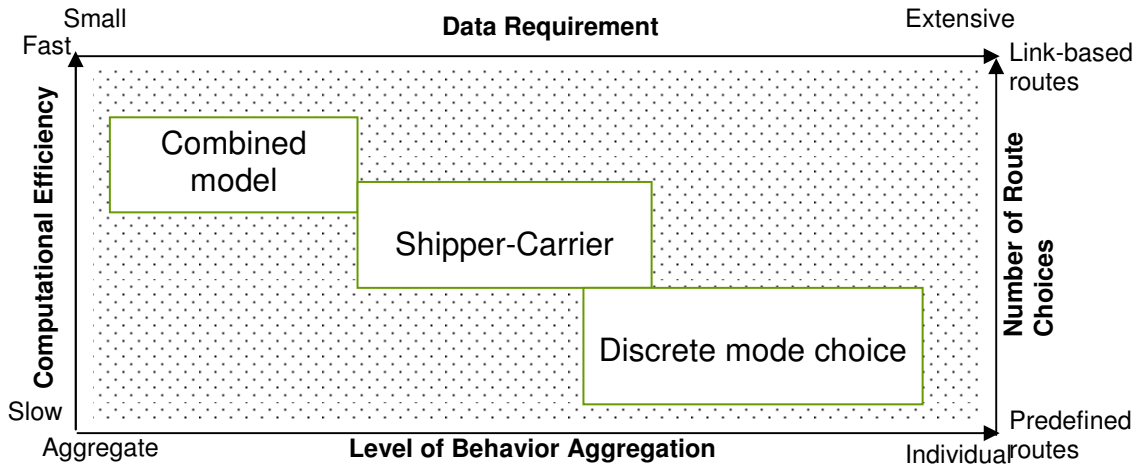 Small
Data Requirement
Extensive
Fast
Link-based
routes
Computational Efficiency
Combined
model
Shipper-Carrier
Discrete mode choice
Number of Route
Choices
Slow
Predefined
routes
Aggregate
Level of Behavior Aggregation
Individual